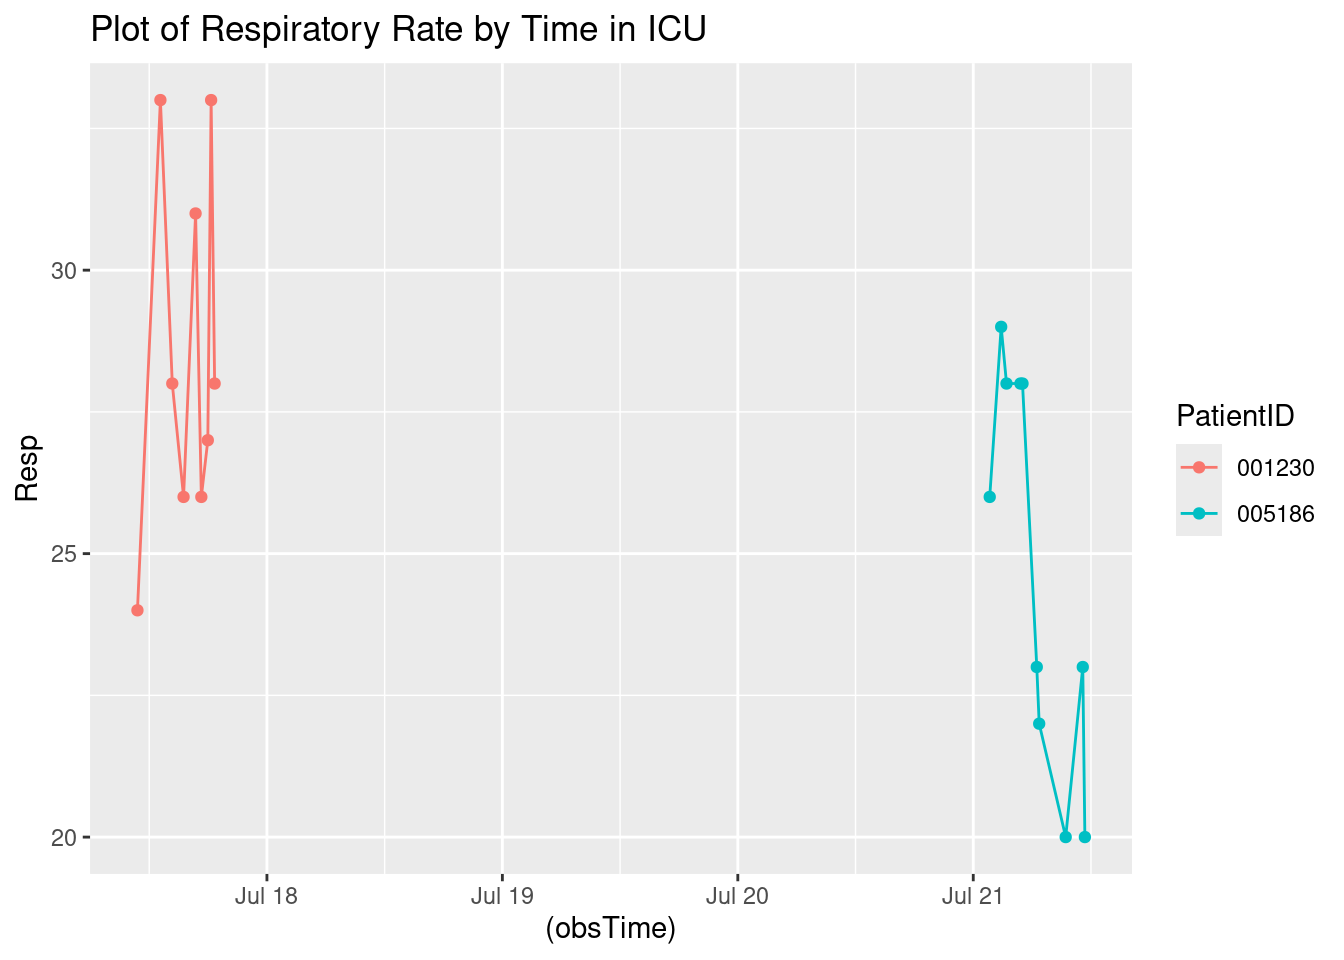 Plot of Respiratory Rate by Time in ICU
Resp
30
25
20
Jul 18
Jul 19
Jul 20
Jul 21
(obsTime)
PatientID
001230
005186